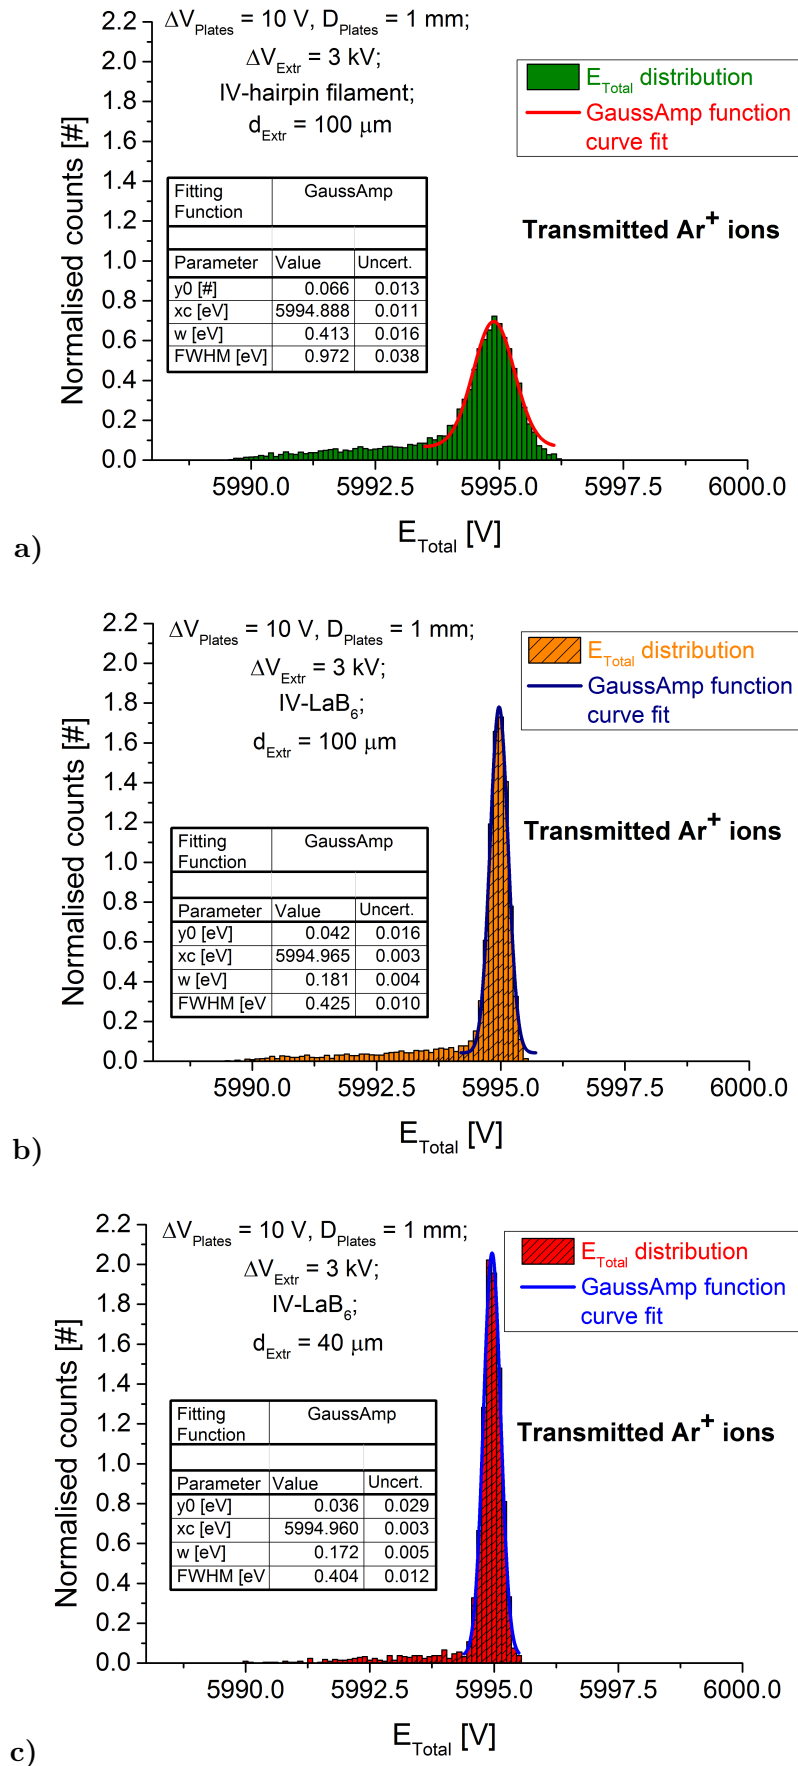 ΔV_Plates = 10 V, D_Plates = 1 mm;
ΔV_Extr = 3 kV;
IV-hairpin filament;
d_Extr = 100 μm
E_Total distribution
GaussAmp function
curve fit
Transmitted Ar⁺ ions
Fitting Function GaussAmp
Parameter Value Uncert.
y0 [#] 0.066 0.013
xc [eV] 5994.888 0.011
w [eV] 0.413 0.016
FWHM [eV] 0.972 0.038
Normalised counts [#]
2.2
2.0
1.8
1.6
1.4
1.2
1.0
0.8
0.6
0.4
0.2
0.0
5990.0 5992.5 5995.0 5997.5 6000.0
E_Total [V]
a)
ΔV_Plates = 10 V, D_Plates = 1 mm;
ΔV_Extr = 3 kV;
IV-LaB₆;
d_Extr = 100 μm
E_Total distribution
GaussAmp function
curve fit
Transmitted Ar⁺ ions
Fitting Function GaussAmp
Parameter Value Uncert.
y0 [eV] 0.042 0.016
xc [eV] 5994.965 0.003
w [eV] 0.181 0.004
FWHM [eV 0.425 0.010
Normalised counts [#]
2.2
2.0
1.8
1.6
1.4
1.2
1.0
0.8
0.6
0.4
0.2
0.0
5990.0 5992.5 5995.0 5997.5 6000.0
E_Total [V]
b)
ΔV_Plates = 10 V, D_Plates = 1 mm;
ΔV_Extr = 3 kV;
IV-LaB₆;
d_Extr = 40 μm
E_Total distribution
GaussAmp function
curve fit
Transmitted Ar⁺ ions
Fitting Function GaussAmp
Parameter Value Uncert.
y0 [eV] 0.036 0.029
xc [eV] 5994.960 0.003
w [eV] 0.172 0.005
FWHM [eV 0.404 0.012
Normalised counts [#]
2.2
2.0
1.8
1.6
1.4
1.2
1.0
0.8
0.6
0.4
0.2
0.0
5990.0 5992.5 5995.0 5997.5 6000.0
E_Total [V]
c)